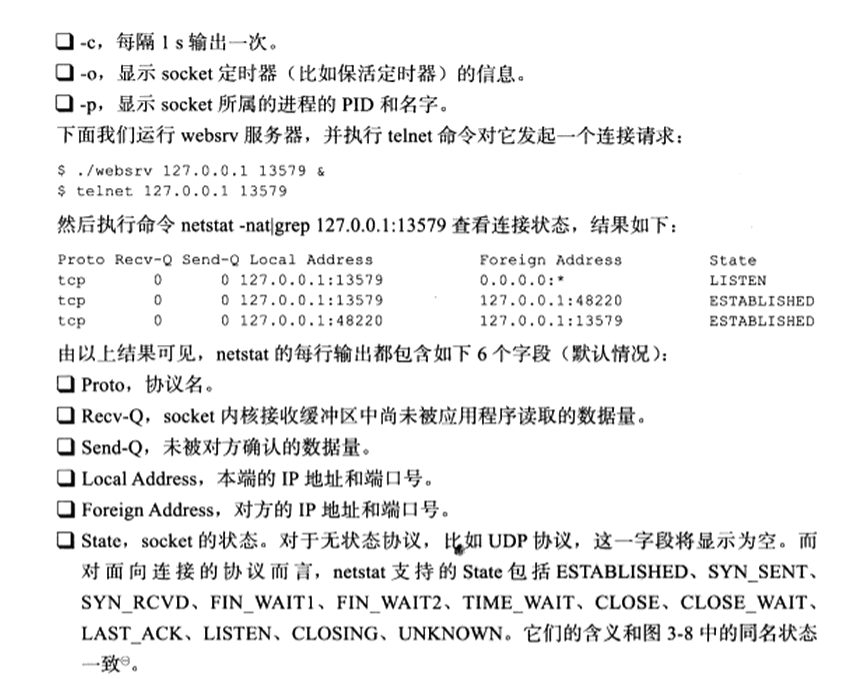 ❑ -c，每隔 1 s 输出一次。
❑ -o，显示 socket 定时器（比如保活定时器）的信息。
❑ -p，显示 socket 所属的进程的 PID 和名字。
下面我们运行 websrv 服务器，并执行 telnet 命令对它发起一个连接请求：
$ ./websrv 127.0.0.1 13579 &
$ telnet 127.0.0.1 13579
然后执行命令 netstat -nat|grep 127.0.0.1:13579 查看连接状态，结果如下：
Proto Recv-Q Send-Q Local Address Foreign Address State
tcp 0 0 127.0.0.1:13579 0.0.0.0:* LISTEN
tcp 0 0 127.0.0.1:13579 127.0.0.1:48220 ESTABLISHED
tcp 0 0 127.0.0.1:48220 127.0.0.1:13579 ESTABLISHED
由以上结果可见，netstat 的每行输出都包含如下 6 个字段（默认情况）：
❑ Proto，协议名。
❑ Recv-Q，socket 内核接收缓冲区中尚未被应用程序读取的数据量。
❑ Send-Q，未被对方确认的数据量。
❑ Local Address，本端的 IP 地址和端口号。
❑ Foreign Address，对方的 IP 地址和端口号。
❑ State，socket 的状态。对于无状态协议，比如 UDP 协议，这一字段将显示为空。而
对面向连接的协议而言，netstat 支持的 State 包括 ESTABLISHED、SYN_SENT、
SYN_RCVD、FIN_WAIT1、FIN_WAIT2、TIME_WAIT、CLOSE、CLOSE_WAIT、
LAST_ACK、LISTEN、CLOSING、UNKNOWN。它们的含义和图 3-8 中的同名状态
一致㊀。